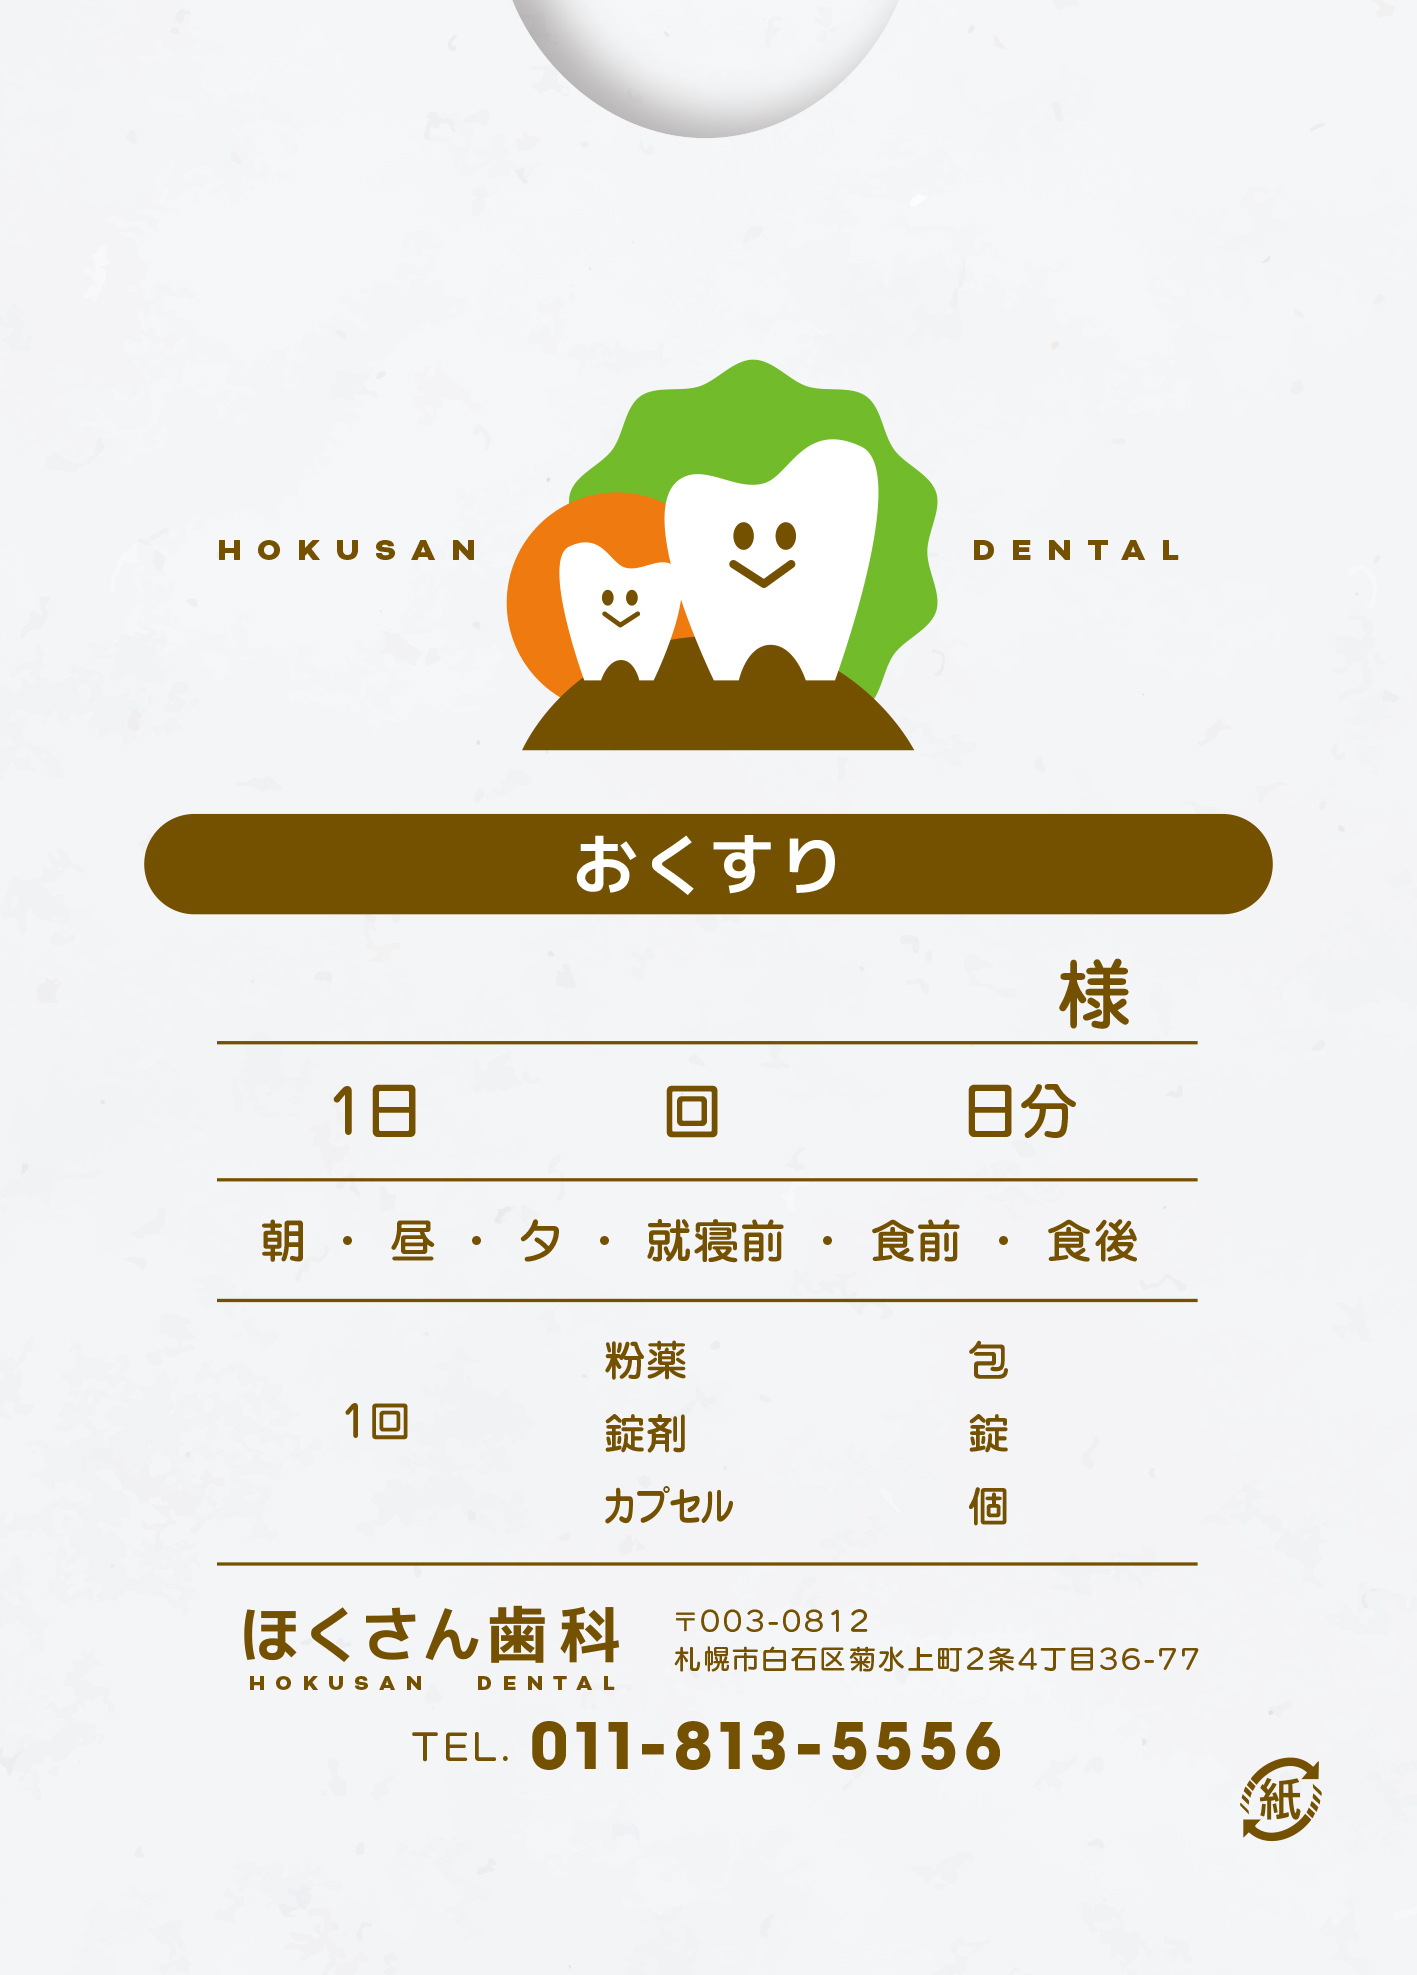 HOKUSAN DENTAL
おくすり
様
1日 回 日分
朝 ・ 昼 ・ 夕 ・ 就寝前 ・ 食前 ・ 食後
1回
粉薬 包
錠剤 錠
カプセル 個
ほくさん歯科
HOKUSAN DENTAL
〒003-0812
札幌市白石区菊水上町2条4丁目36-77
TEL. 011-813-5556
紙